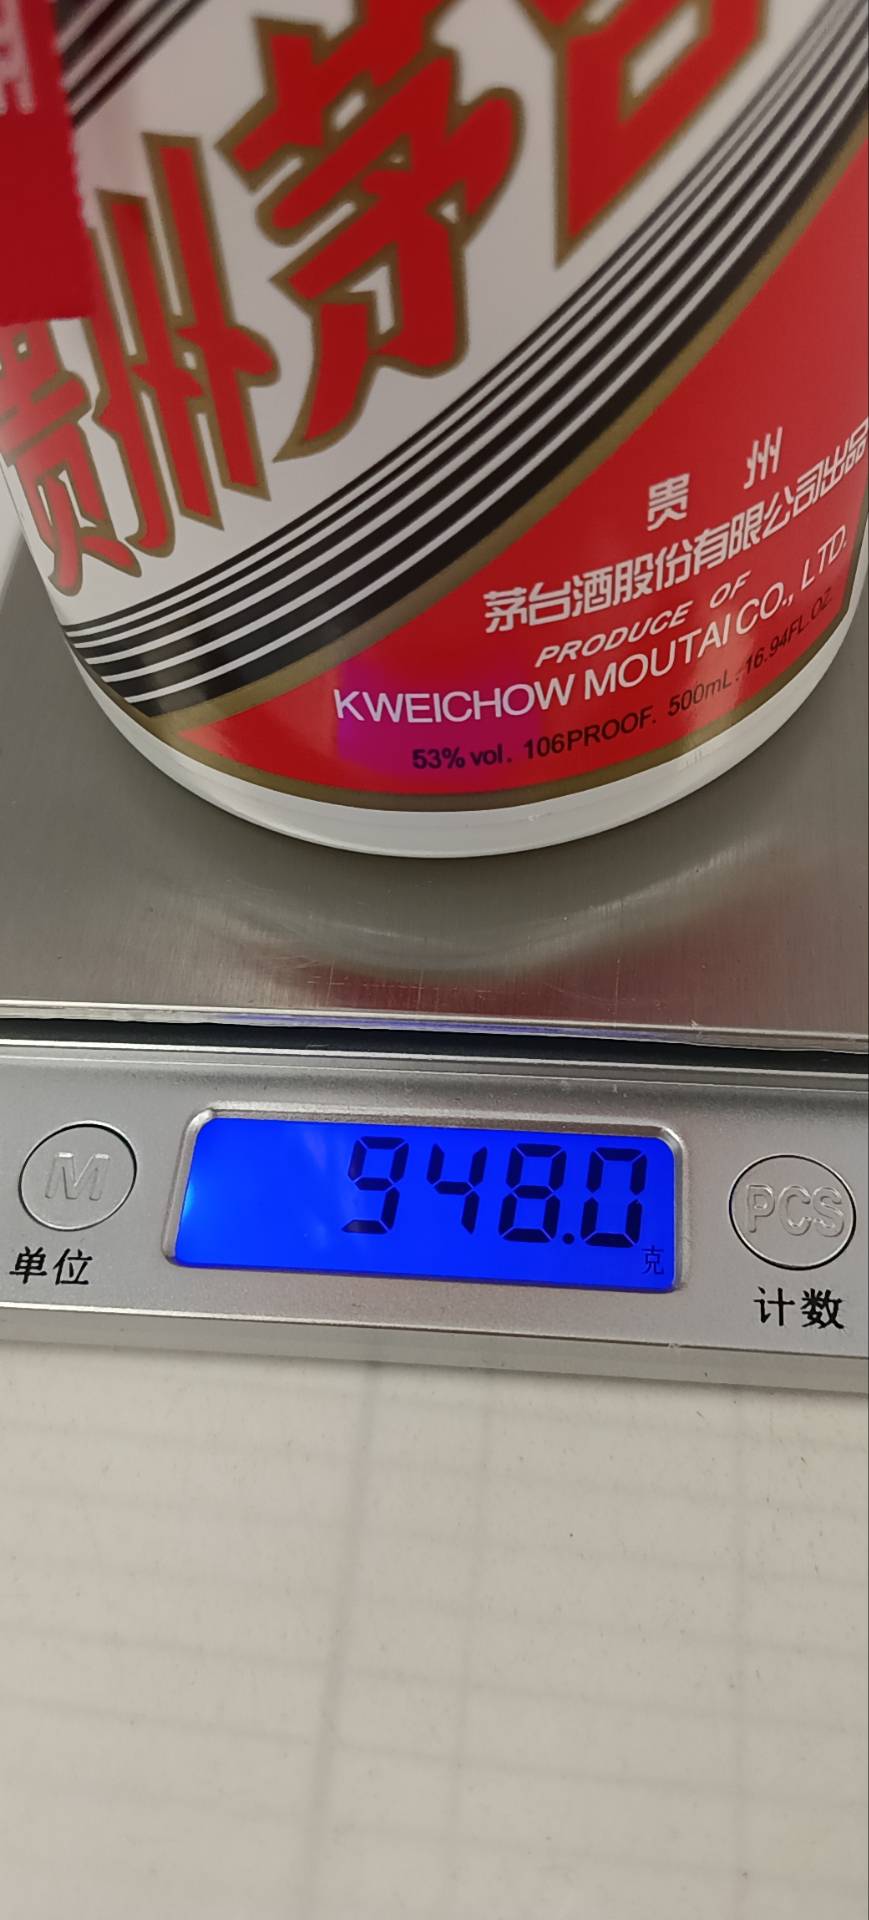 贵州茅台
贵 州
茅台酒股份有限公司出品
PRODUCE OF
KWEICHOW MOUTAI CO., LTD.
53% vol. 106PROOF. 500mL. 16.94FL.OZ.
948.0
克
M
单位
PCS
计数